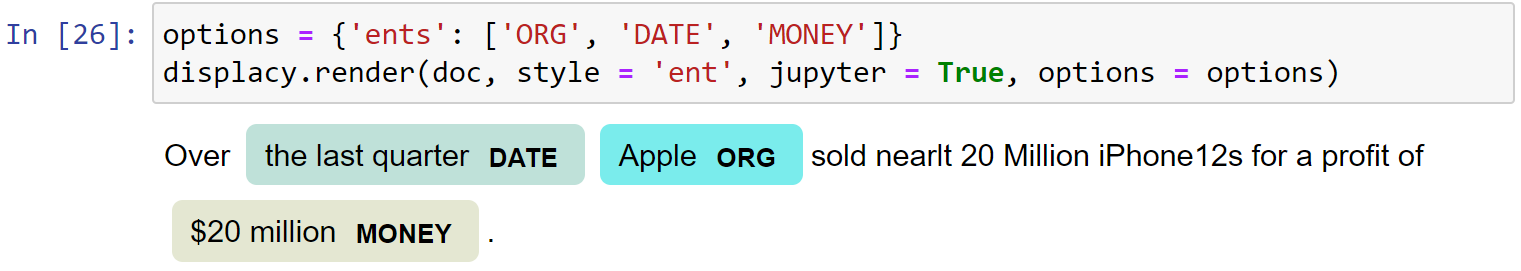 In [26]: options = {'ents': ['ORG', 'DATE', 'MONEY']}
displacy.render(doc, style = 'ent', jupyter = True, options = options)
Over the last quarter DATE Apple ORG sold nearlt 20 Million iPhone12s for a profit of
$20 million MONEY .